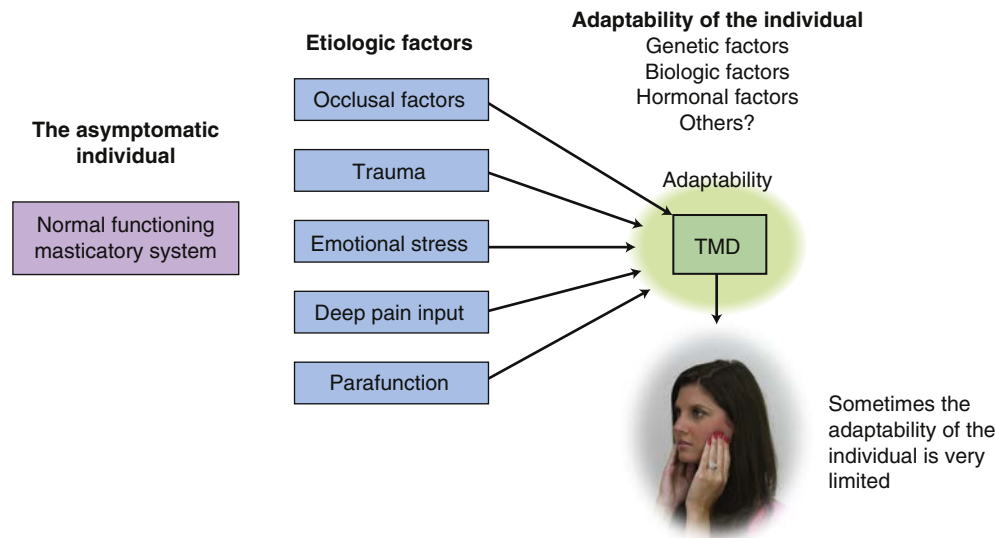 The asymptomatic
individual
Normal functioning
masticatory system
Etiologic factors
Occlusal factors
Trauma
Emotional stress
Deep pain input
Parafunction
Adaptability of the individual
Genetic factors
Biologic factors
Hormonal factors
Others?
Adaptability
TMD
Sometimes the
adaptability of the
individual is very
limited